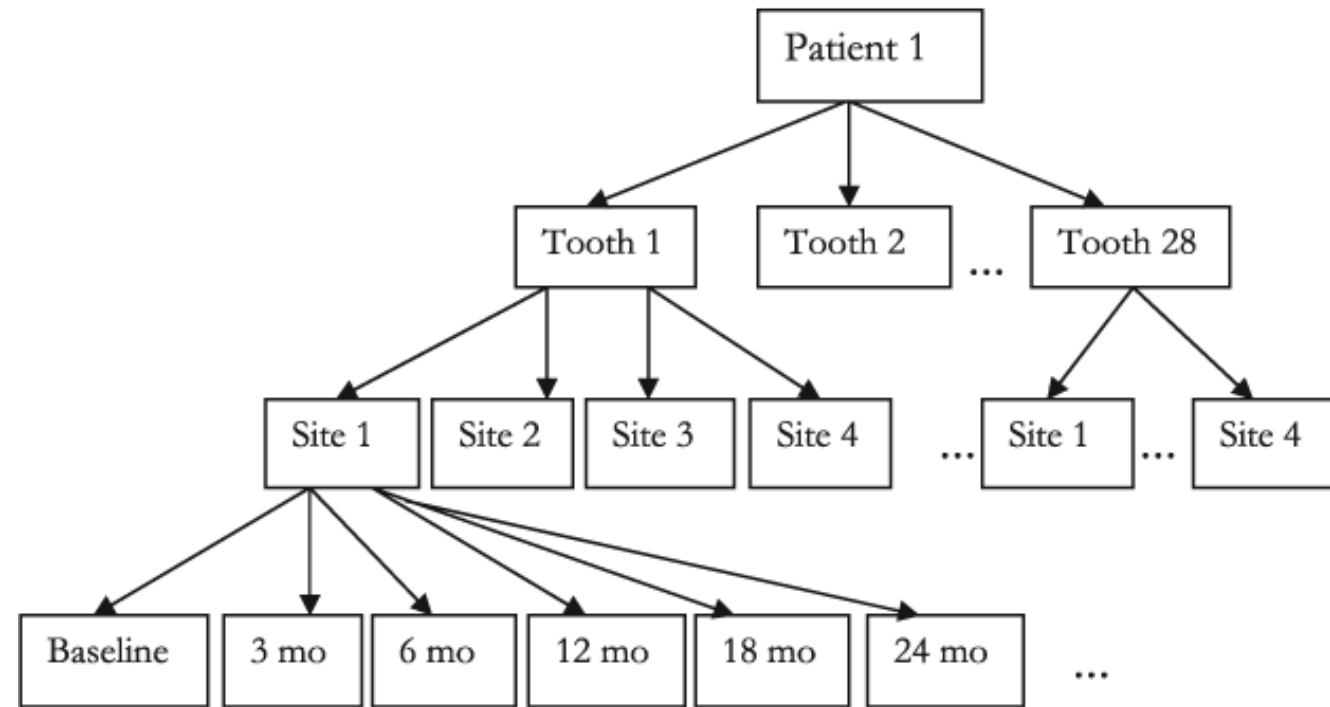 Patient 1
Tooth 1 Tooth 2 ... Tooth 28
Site 1 Site 2 Site 3 Site 4 ... Site 1 ... Site 4
Baseline 3 mo 6 mo 12 mo 18 mo 24 mo ...